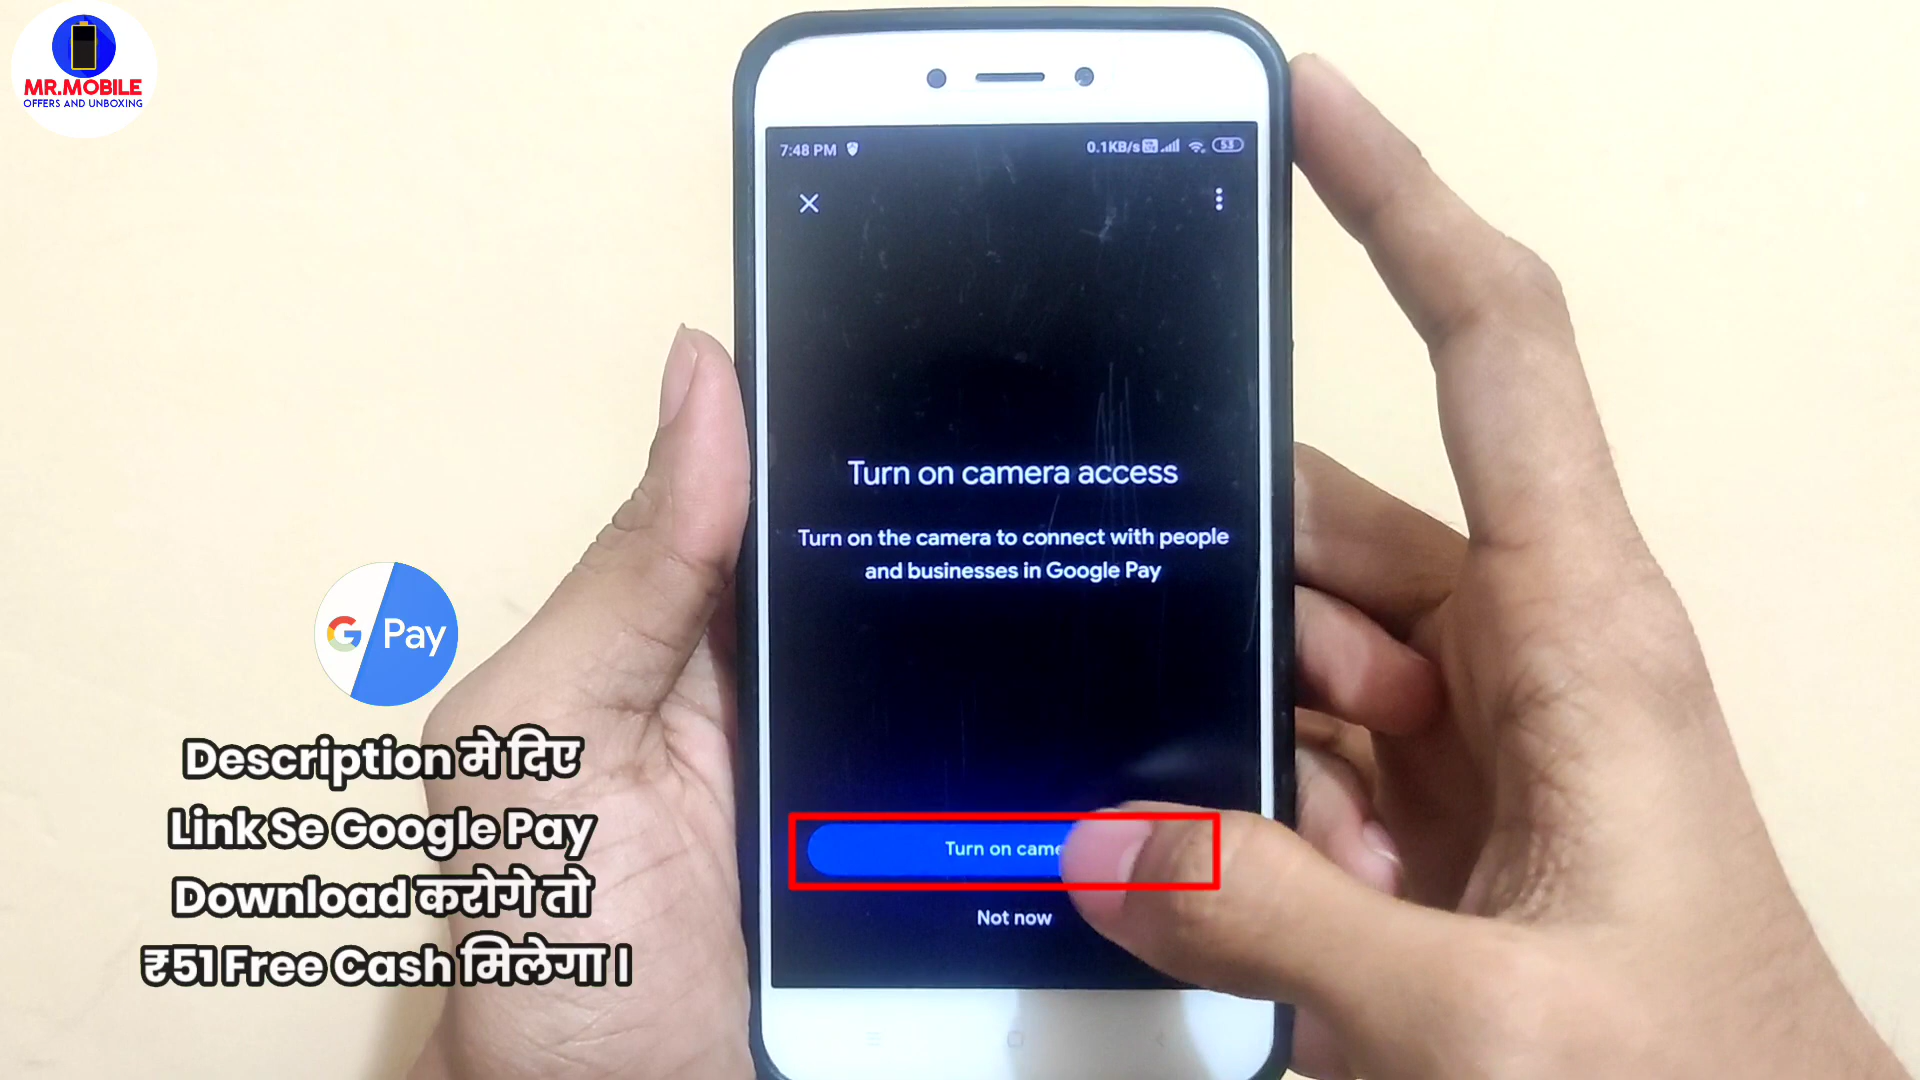 MR.MOBILE
OFFERS AND UNBOXING
7:48 PM
0.1KB/s
53
Turn on camera access
Turn on the camera to connect with people
and businesses in Google Pay
Turn on came
Not now
G Pay
Description मे दिए
Link Se Google Pay
Download करोगे तो
₹51 Free Cash मिलेगा।